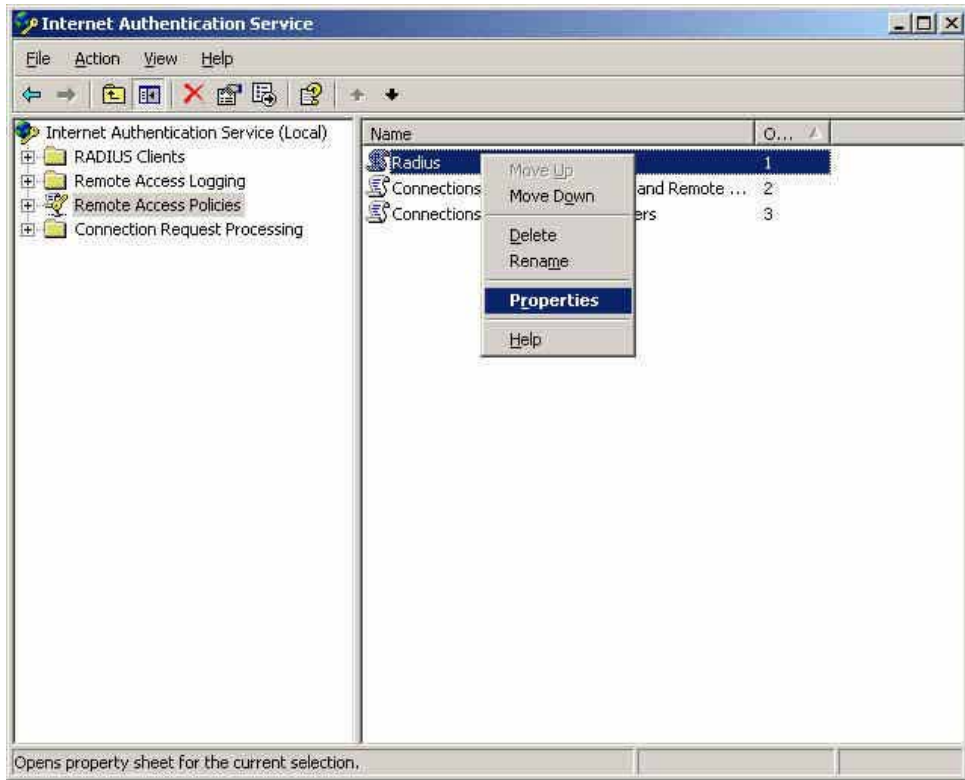 Internet Authentication Service
File Action View Help
Internet Authentication Service (Local)
RADIUS Clients
Remote Access Logging
Remote Access Policies
Connection Request Processing
Name O...
Radius 1
Connections and Remote ... 2
Connections ers 3
Move Up
Move Down
Delete
Rename
Properties
Help
Opens property sheet for the current selection.